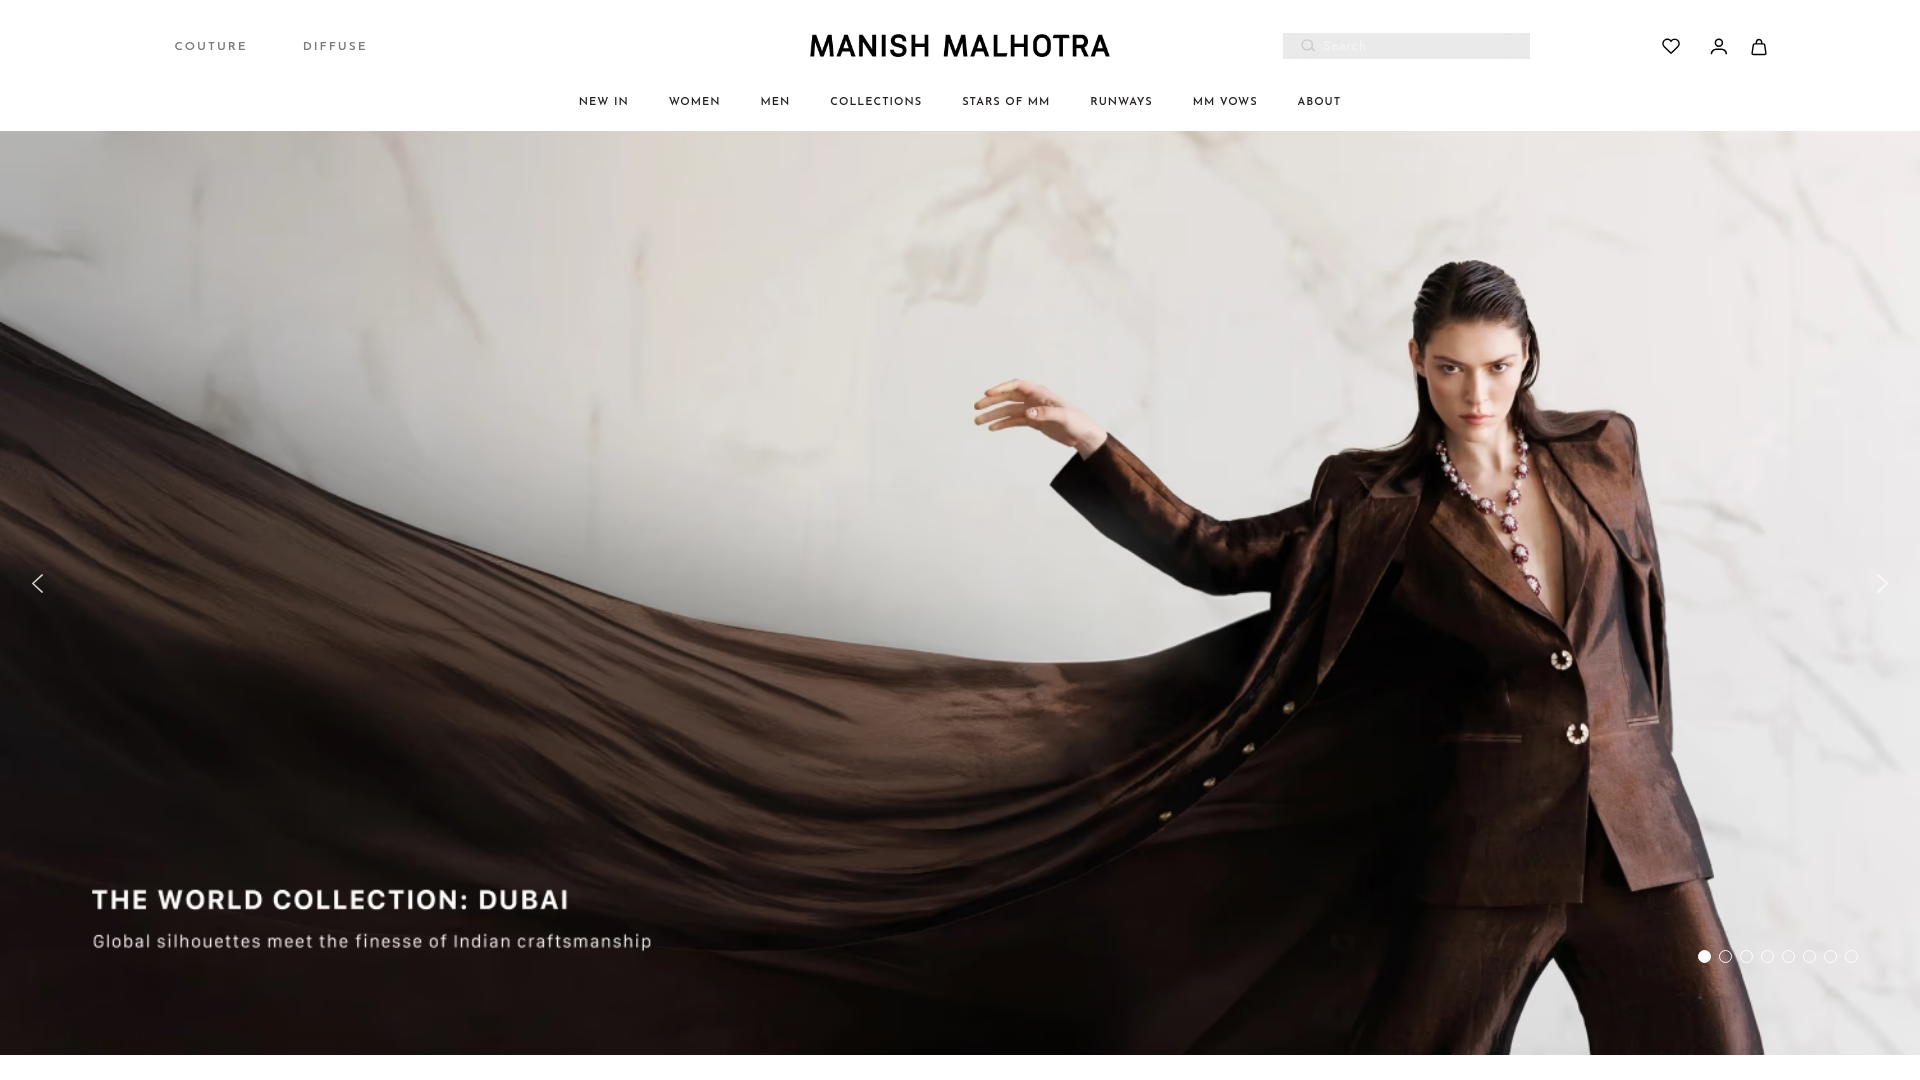 COUTURE DIFFUSE MANISH MALHOTRA Search
NEW IN WOMEN MEN COLLECTIONS STARS OF MM RUNWAYS MM VOWS ABOUT
THE WORLD COLLECTION: DUBAI
Global silhouettes meet the finesse of Indian craftsmanship